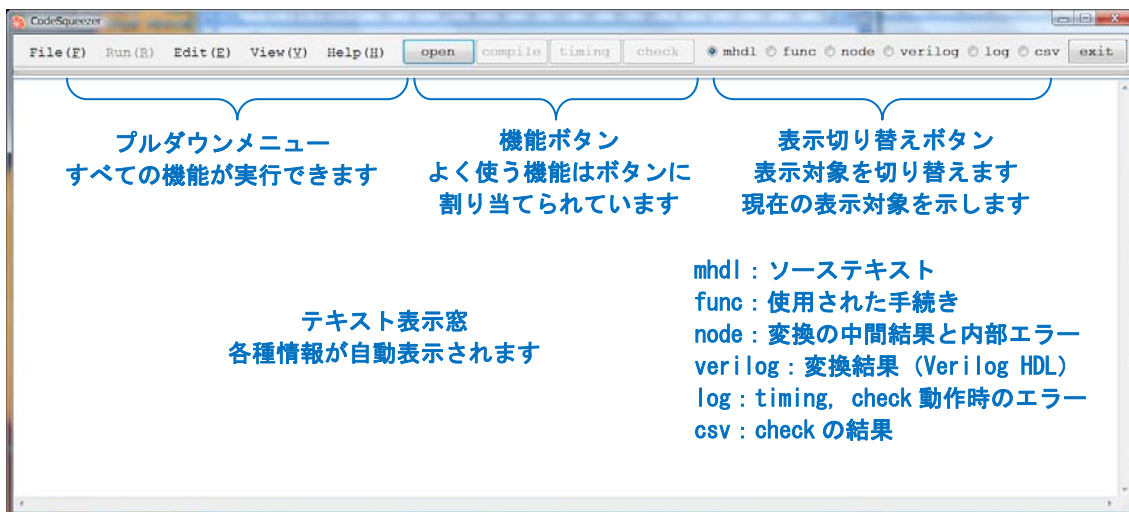 CodeSqueezer
File(F) Run(R) Edit(E) View(V) Help(H) open compile timing check mhdl func node verilog log csv exit
プルダウンメニュー
すべての機能が実行できます
機能ボタン
よく使う機能はボタンに
割り当てられています
表示切り替えボタン
表示対象を切り替えます
現在の表示対象を示します
テキスト表示窓
各種情報が自動表示されます
mhdl：ソーステキスト
func：使用された手続き
node：変換の中間結果と内部エラー
verilog：変換結果（Verilog HDL）
log：timing, check 動作時のエラー
csv：check の結果